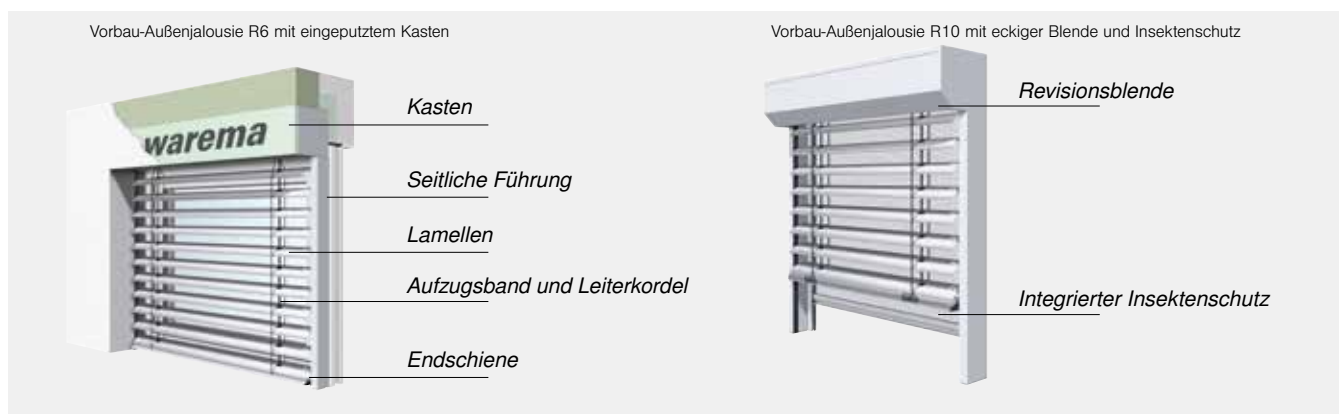 Vorbau-Außenjalousie R6 mit eingeputztem Kasten
warema
Kasten
Seitliche Führung
Lamellen
Aufzugsband und Leiterkordel
Endschiene
Vorbau-Außenjalousie R10 mit eckiger Blende und Insektenschutz
Revisionsblende
Integrierter Insektenschutz